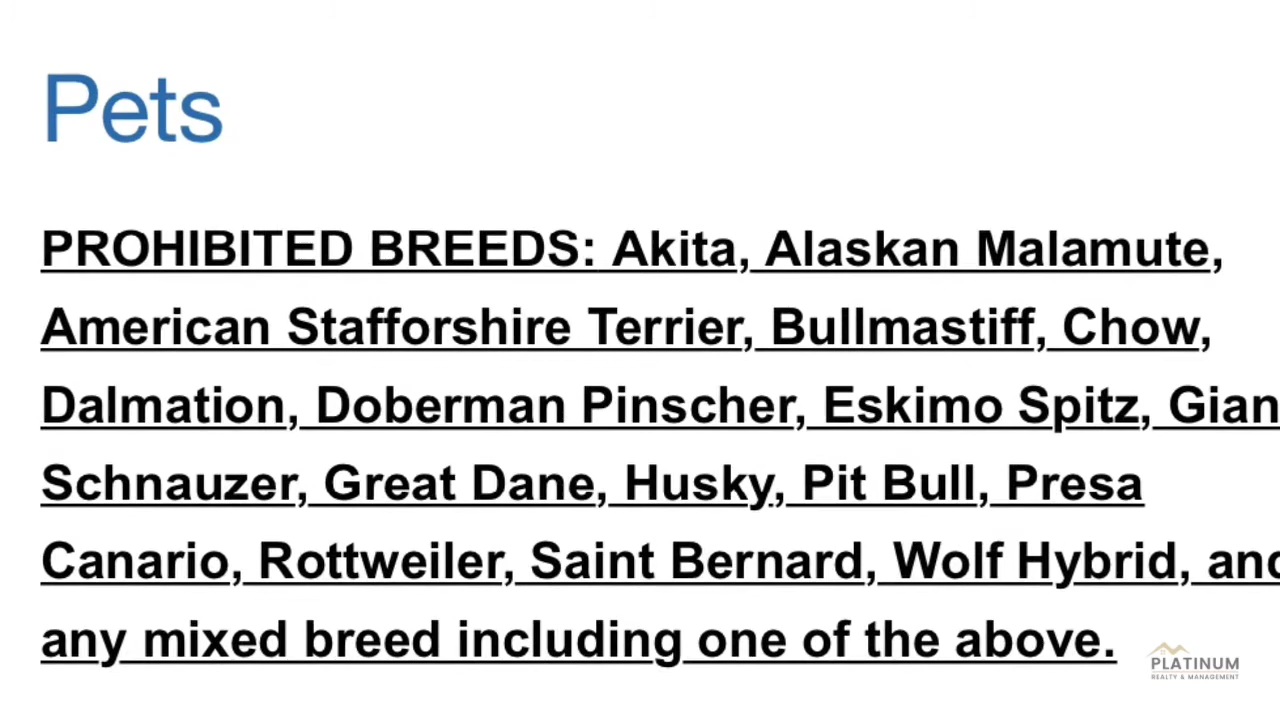 Pets
PROHIBITED BREEDS: Akita, Alaskan Malamute,
American Stafforshire Terrier, Bullmastiff, Chow,
Dalmation, Doberman Pinscher, Eskimo Spitz, Gian
Schnauzer, Great Dane, Husky, Pit Bull, Presa
Canario, Rottweiler, Saint Bernard, Wolf Hybrid, and
any mixed breed including one of the above.
PLATINUM
REALTY & MANAGEMENT